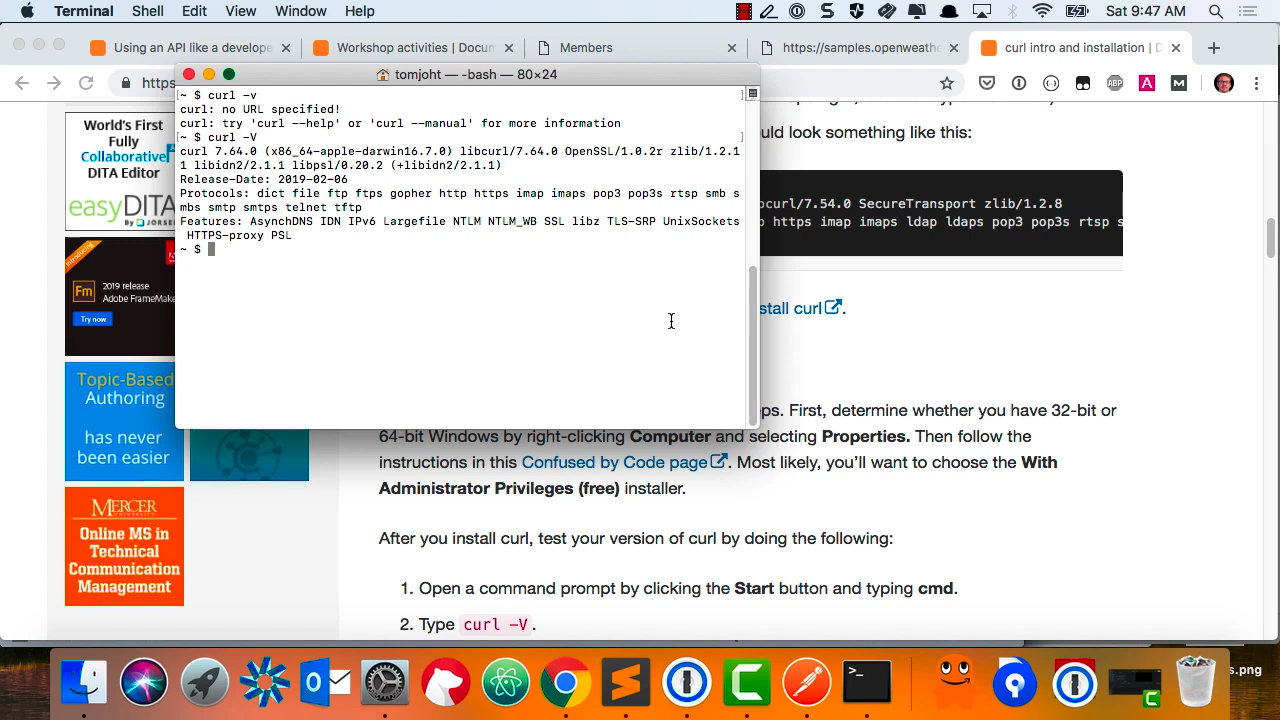 Terminal Shell Edit View Window Help Sat 9:47 AM
Using an API like a develope
Workshop activities | Docum
Members
https://samples.openweathe
curl intro and installation | D
https
tomjoht — -bash — 80×24
[~ $ curl -v ]
curl: no URL specified!
curl: try 'curl --help' or 'curl --manual' for more information
[~ $ curl -V ]
curl 7.64.0 (x86_64-apple-darwin16.7.0) libcurl/7.64.0 OpenSSL/1.0.2r zlib/1.2.1
1 libidn2/2.1.1 libpsl/0.20.2 (+libidn2/2.1.1)
Release-Date: 2019-02-06
Protocols: dict file ftp ftps gopher http https imap imaps pop3 pop3s rtsp smb s
mbs smtp smtps telnet tftp
Features: AsynchDNS IDN IPv6 Largefile NTLM NTLM_WB SSL libz TLS-SRP UnixSockets
HTTPS-proxy PSL
~ $
World's First
Fully
Collaborative
DITA Editor
easyDITA
by JORSEK
Introducing
Fm
2019 release
Adobe FrameMake
Try now
Topic-Based
Authoring
has never
been easier
MERCER
UNIVERSITY
Online MS in
Technical
Communication
Management
uld look something like this:
ocurl/7.54.0 SecureTransport zlib/1.2.8
http https imap imaps ldap ldaps pop3 pop3s rtsp s
stall curl.
eps. First, determine whether you have 32-bit or
64-bit Windows by right-clicking Computer and selecting Properties. Then follow the
instructions in this Confused by Code page. Most likely, you'll want to choose the With
Administrator Privileges (free) installer.
After you install curl, test your version of curl by doing the following:
1. Open a command prompt by clicking the Start button and typing cmd.
2. Type curl -V.
s.png